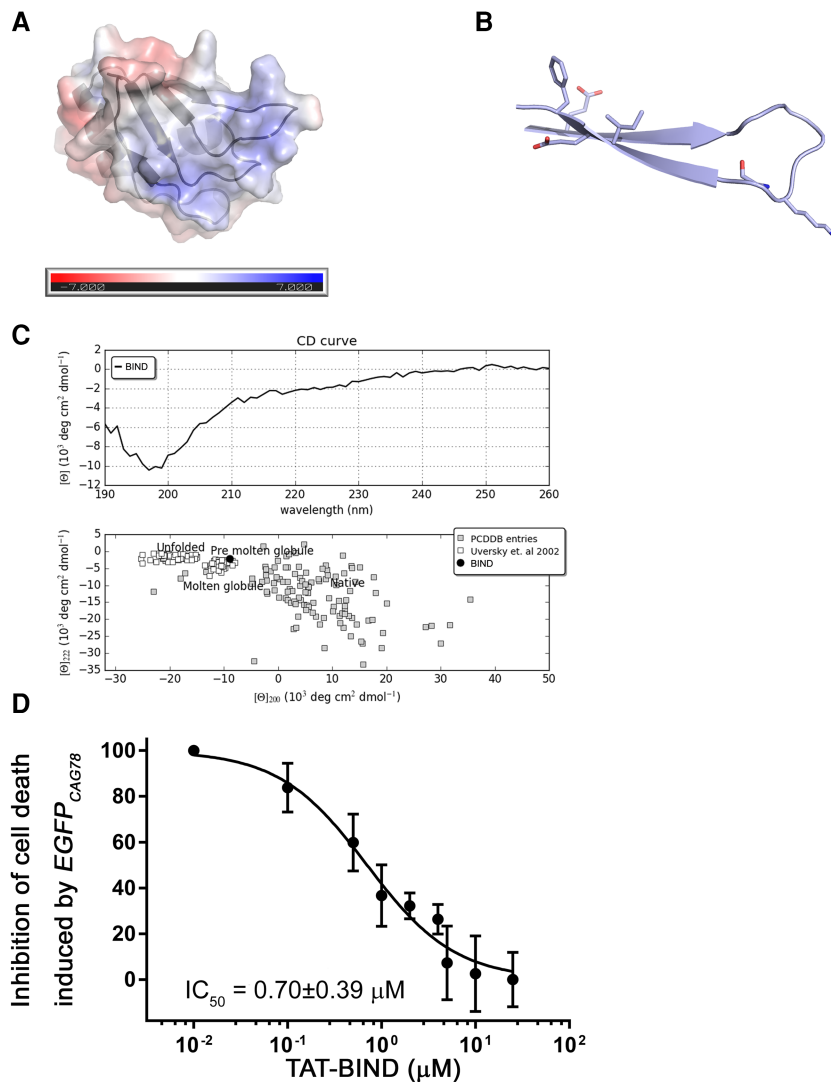 A
B
-7.000 7.000
C
CD curve
[Θ] (10³ deg cm² dmol⁻¹)
2
0
−2
−4
−6
−8
−10
−12
BIND
190 200 210 220 230 240 250 260
wavelength (nm)
[Θ]₂₂₂ (10³ deg cm² dmol⁻¹)
5
0
−5
−10
−15
−20
−25
−30
−35
Unfolded
Pre molten globule
Molten globule
Native
PCDDB entries
Uversky et. al 2002
BIND
−30 −20 −10 0 10 20 30 40 50
[Θ]₂₀₀ (10³ deg cm² dmol⁻¹)
D
Inhibition of cell death
induced by EGFP_CAG78
100
80
60
40
20
0
IC₅₀ = 0.70±0.39 μM
10⁻² 10⁻¹ 10⁰ 10¹ 10²
TAT-BIND (μM)